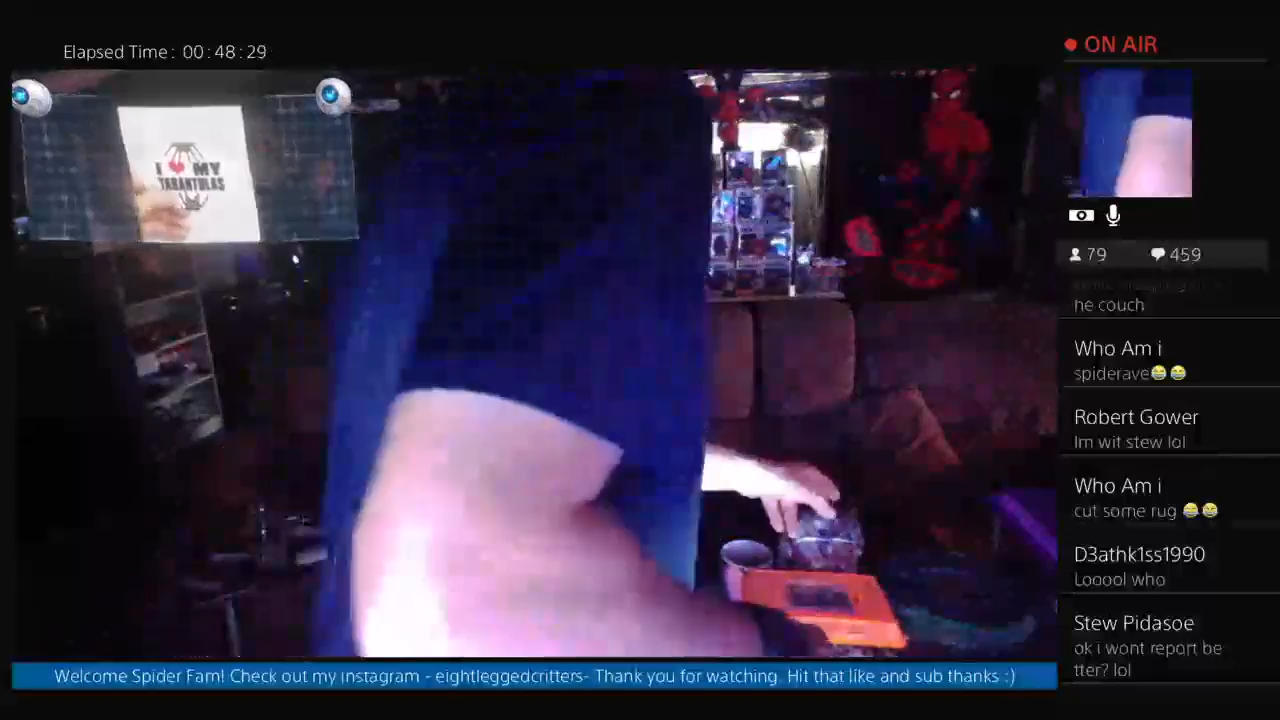 Elapsed Time: 00:48:29
ON AIR
I MY
TARANTULAS
79 459
he couch
Who Am i
spiderave😂😂
Robert Gower
Im wit stew lol
Who Am i
cut some rug 😂😂
D3athk1ss1990
Looool who
Stew Pidasoe
ok i wont report be
tter? lol
Welcome Spider Fam! Check out my instagram - eightleggedcritters- Thank you for watching. Hit that like and sub thanks :)